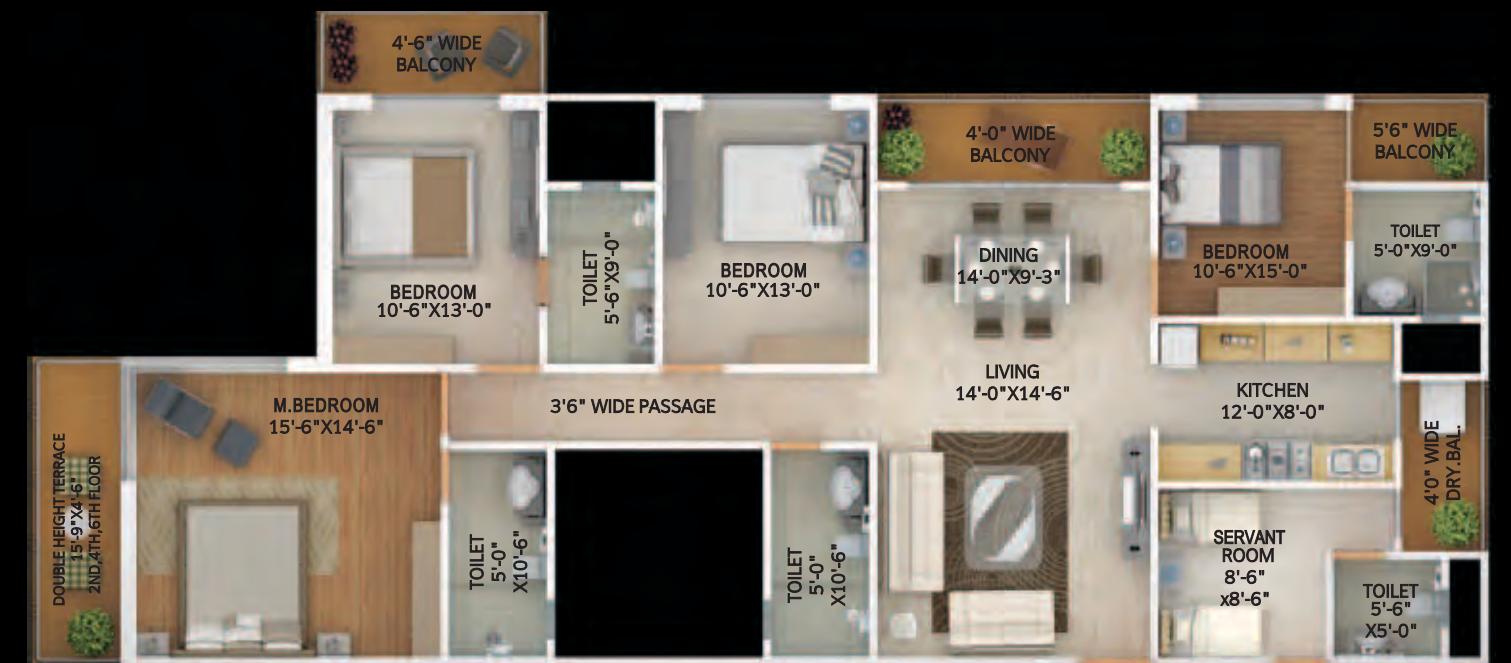 4'-6" WIDE
BALCONY
4'-0" WIDE
BALCONY
5'6" WIDE
BALCONY
BEDROOM
10'-6"X13'-0"
TOILET
5'-6"X9'-0"
BEDROOM
10'-6"X13'-0"
DINING
14'-0"X9'-3"
BEDROOM
10'-6"X15'-0"
TOILET
5'-0"X9'-0"
LIVING
14'-0"X14'-6"
KITCHEN
12'-0"X8'-0"
M.BEDROOM
15'-6"X14'-6"
3'6" WIDE PASSAGE
4'0" WIDE
DRY.BAL.
DOUBLE HEIGHT TERRACE
15'-9"X4'-6"
2ND,4TH,6TH FLOOR
TOILET
5'-0"
X10'-6"
TOILET
5'-0"
X10'-6"
SERVANT
ROOM
8'-6"
x8'-6"
TOILET
5'-6"
X5'-0"